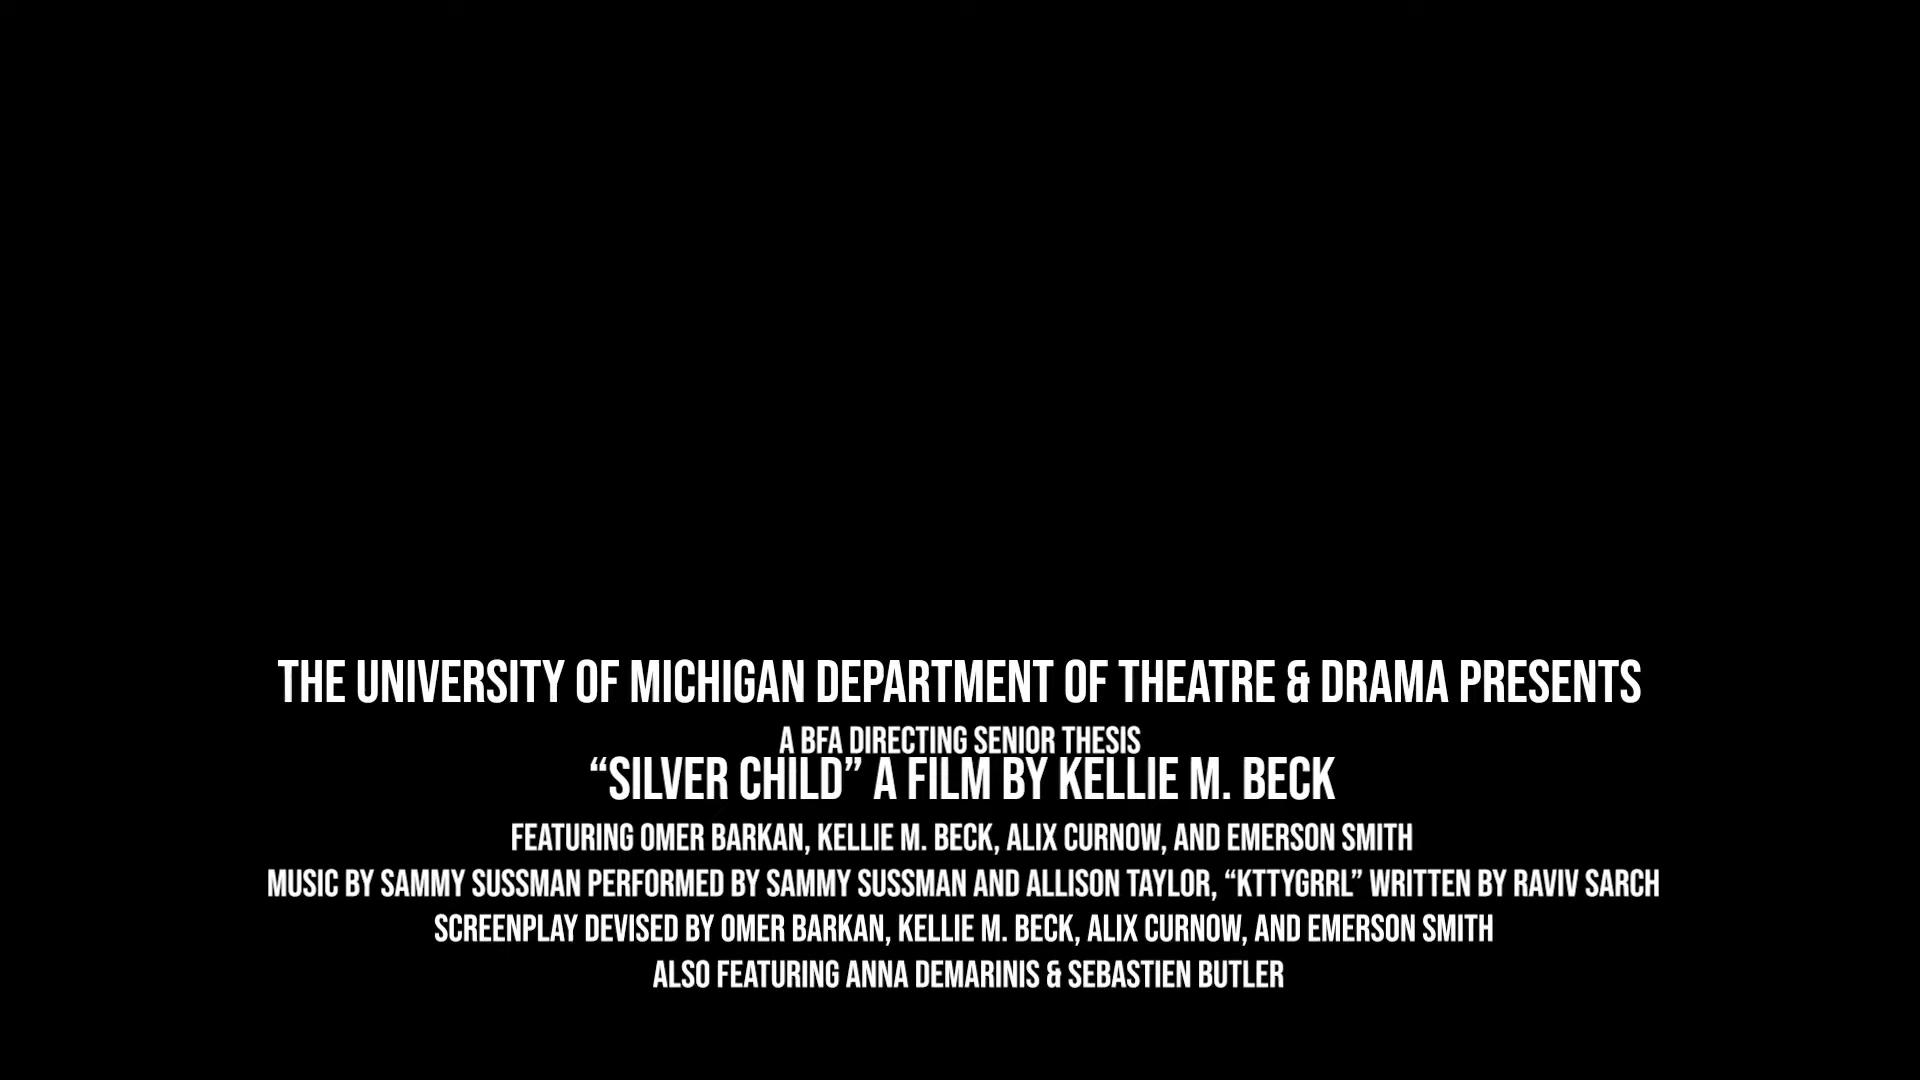 THE UNIVERSITY OF MICHIGAN DEPARTMENT OF THEATRE & DRAMA PRESENTS
A BFA DIRECTING SENIOR THESIS
“SILVER CHILD” A FILM BY KELLIE M. BECK
FEATURING OMER BARKAN, KELLIE M. BECK, ALIX CURNOW, AND EMERSON SMITH
MUSIC BY SAMMY SUSSMAN PERFORMED BY SAMMY SUSSMAN AND ALLISON TAYLOR, “KTTYGRRL” WRITTEN BY RAVIV SARCH
SCREENPLAY DEVISED BY OMER BARKAN, KELLIE M. BECK, ALIX CURNOW, AND EMERSON SMITH
ALSO FEATURING ANNA DEMARINIS & SEBASTIEN BUTLER